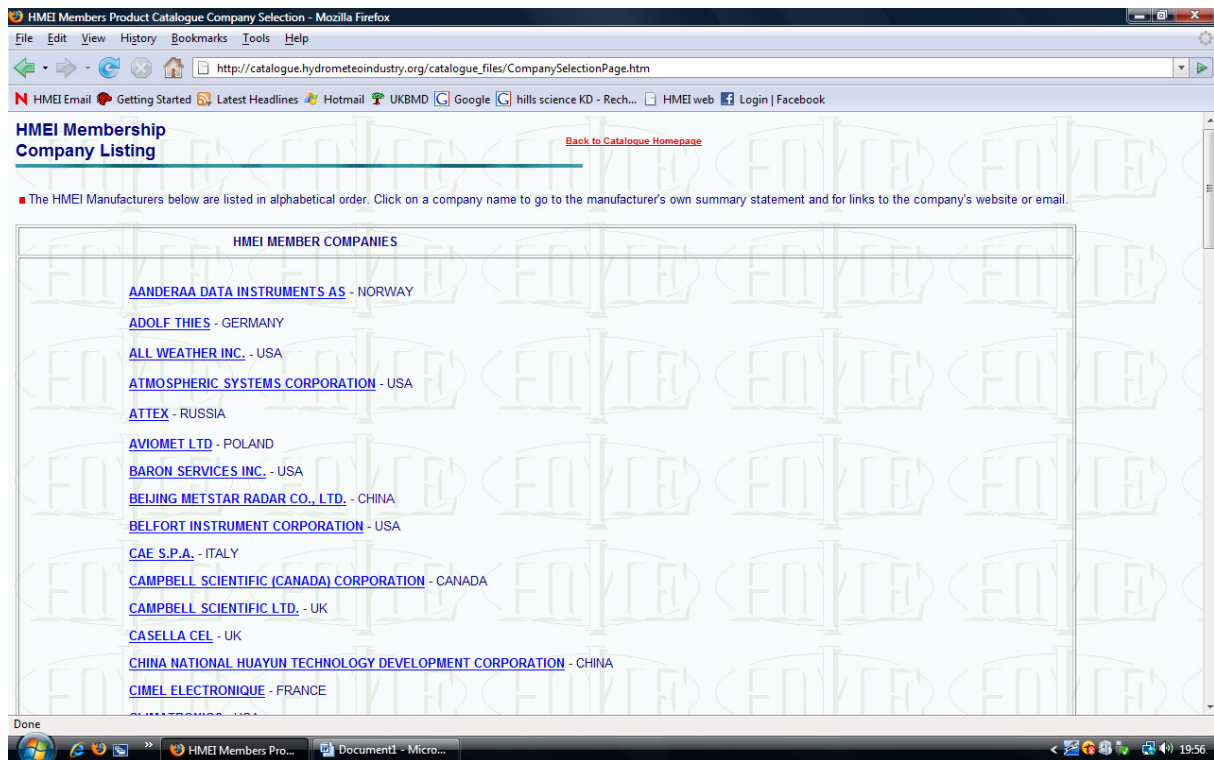 HMEI Members Product Catalogue Company Selection - Mozilla Firefox
File Edit View History Bookmarks Tools Help
http://catalogue.hydrometeoindustry.org/catalogue_files/CompanySelectionPage.htm
HMEI Email Getting Started Latest Headlines Hotmail UKBMD Google hills science KD - Rech... HMEI web Login | Facebook
HMEI Membership
Company Listing
Back to Catalogue Homepage
The HMEI Manufacturers below are listed in alphabetical order. Click on a company name to go to the manufacturer's own summary statement and for links to the company's website or email.
HMEI MEMBER COMPANIES
AANDERAA DATA INSTRUMENTS AS - NORWAY
ADOLF THIES - GERMANY
ALL WEATHER INC. - USA
ATMOSPHERIC SYSTEMS CORPORATION - USA
ATTEX - RUSSIA
AVIOMET LTD - POLAND
BARON SERVICES INC. - USA
BEIJING METSTAR RADAR CO., LTD. - CHINA
BELFORT INSTRUMENT CORPORATION - USA
CAE S.P.A. - ITALY
CAMPBELL SCIENTIFIC (CANADA) CORPORATION - CANADA
CAMPBELL SCIENTIFIC LTD. - UK
CASELLA CEL - UK
CHINA NATIONAL HUAYUN TECHNOLOGY DEVELOPMENT CORPORATION - CHINA
CIMEL ELECTRONIQUE - FRANCE
Done
HMEI Members Pro... Document1 - Micro... 19:56